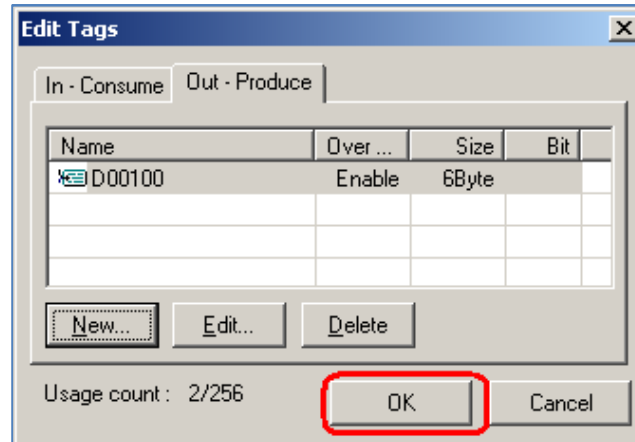 Edit Tags
In - Consume Out - Produce
Name Over ... Size Bit
D00100 Enable 6Byte
New... Edit... Delete
Usage count : 2/256 OK Cancel